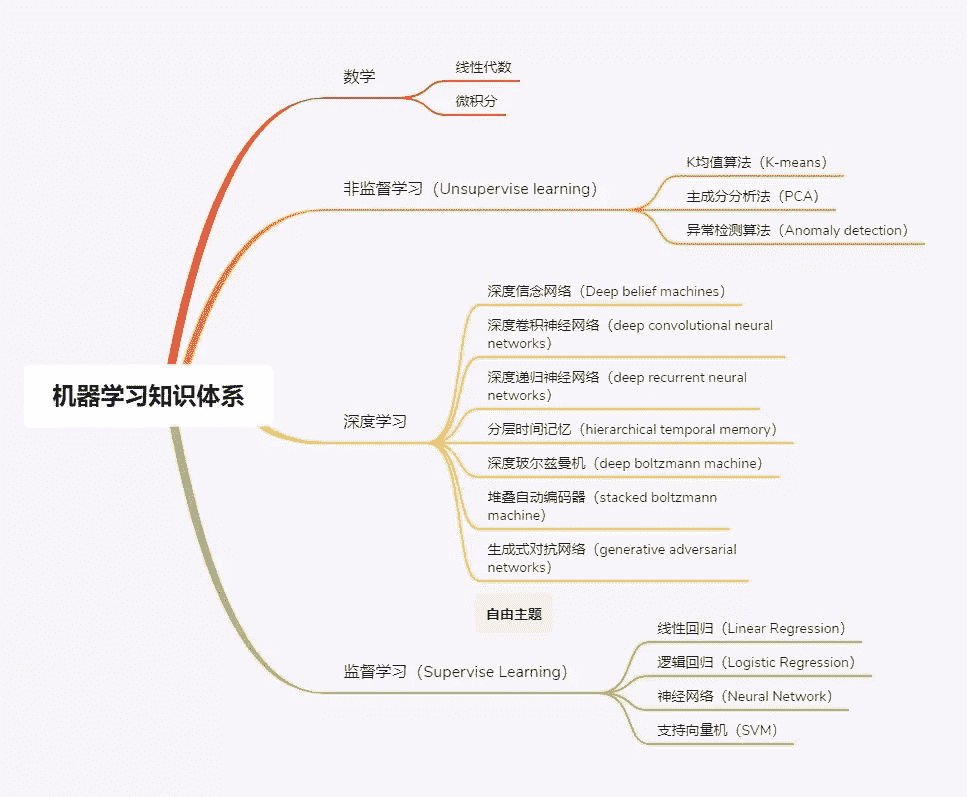 数学
线性代数
微积分
非监督学习（Unsupervise learning）
K均值算法（K-means）
主成分分析法（PCA）
异常检测算法（Anomaly detection）
机器学习知识体系
深度学习
深度信念网络（Deep belief machines）
深度卷积神经网络（deep convolutional neural
networks）
深度递归神经网络（deep recurrent neural
networks）
分层时间记忆（hierarchical temporal memory）
深度玻尔兹曼机（deep boltzmann machine）
堆叠自动编码器（stacked boltzmann
machine）
生成式对抗网络（generative adversarial
networks）
自由主题
监督学习（Supervise Learning）
线性回归（Linear Regression）
逻辑回归（Logistic Regression）
神经网络（Neural Network）
支持向量机（SVM）